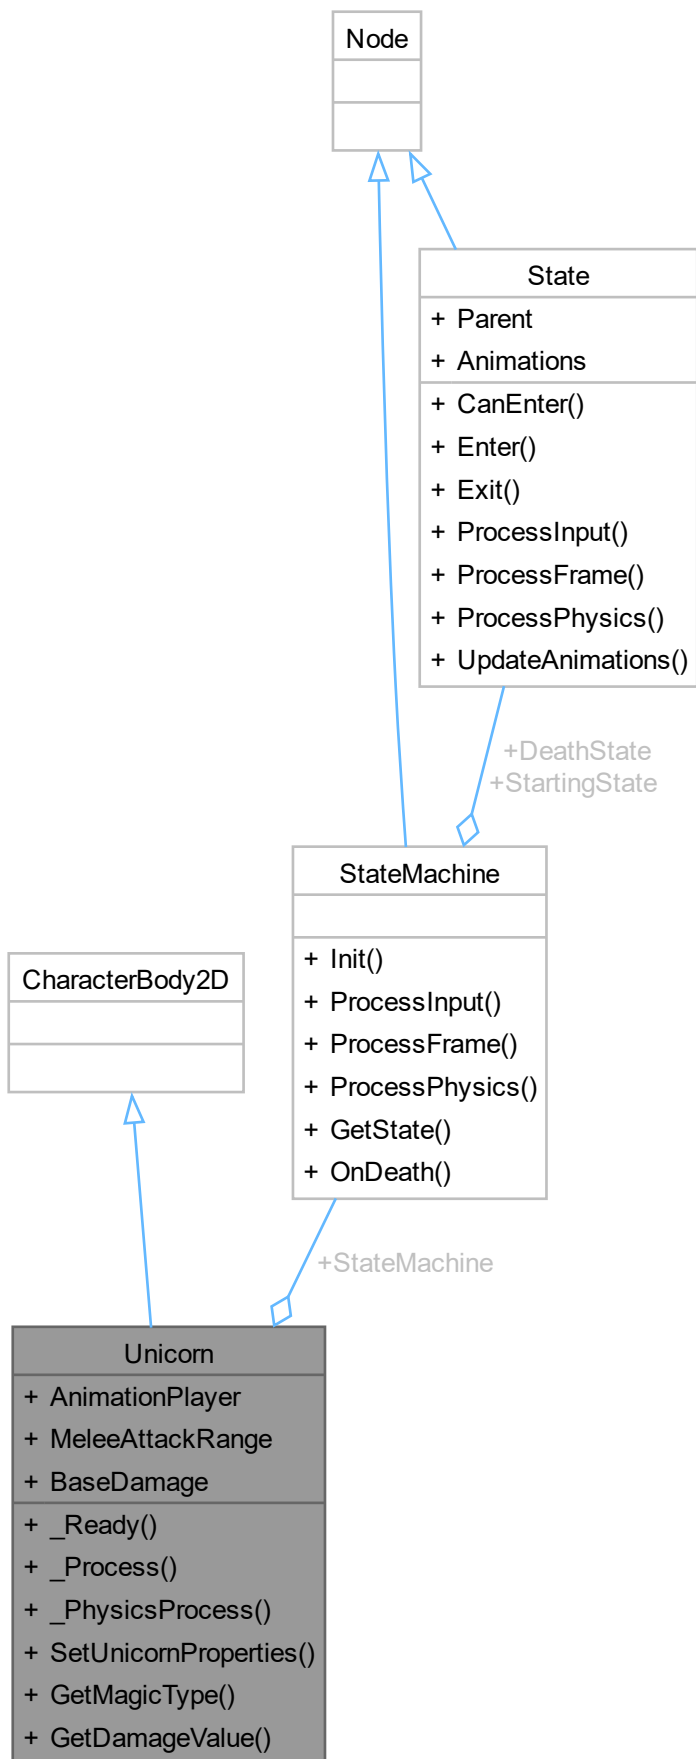 Node
State
+ Parent
+ Animations
+ CanEnter()
+ Enter()
+ Exit()
+ ProcessInput()
+ ProcessFrame()
+ ProcessPhysics()
+ UpdateAnimations()
+DeathState
+StartingState
StateMachine
+ Init()
+ ProcessInput()
+ ProcessFrame()
+ ProcessPhysics()
+ GetState()
+ OnDeath()
CharacterBody2D
+StateMachine
Unicorn
+ AnimationPlayer
+ MeleeAttackRange
+ BaseDamage
+ _Ready()
+ _Process()
+ _PhysicsProcess()
+ SetUnicornProperties()
+ GetMagicType()
+ GetDamageValue()